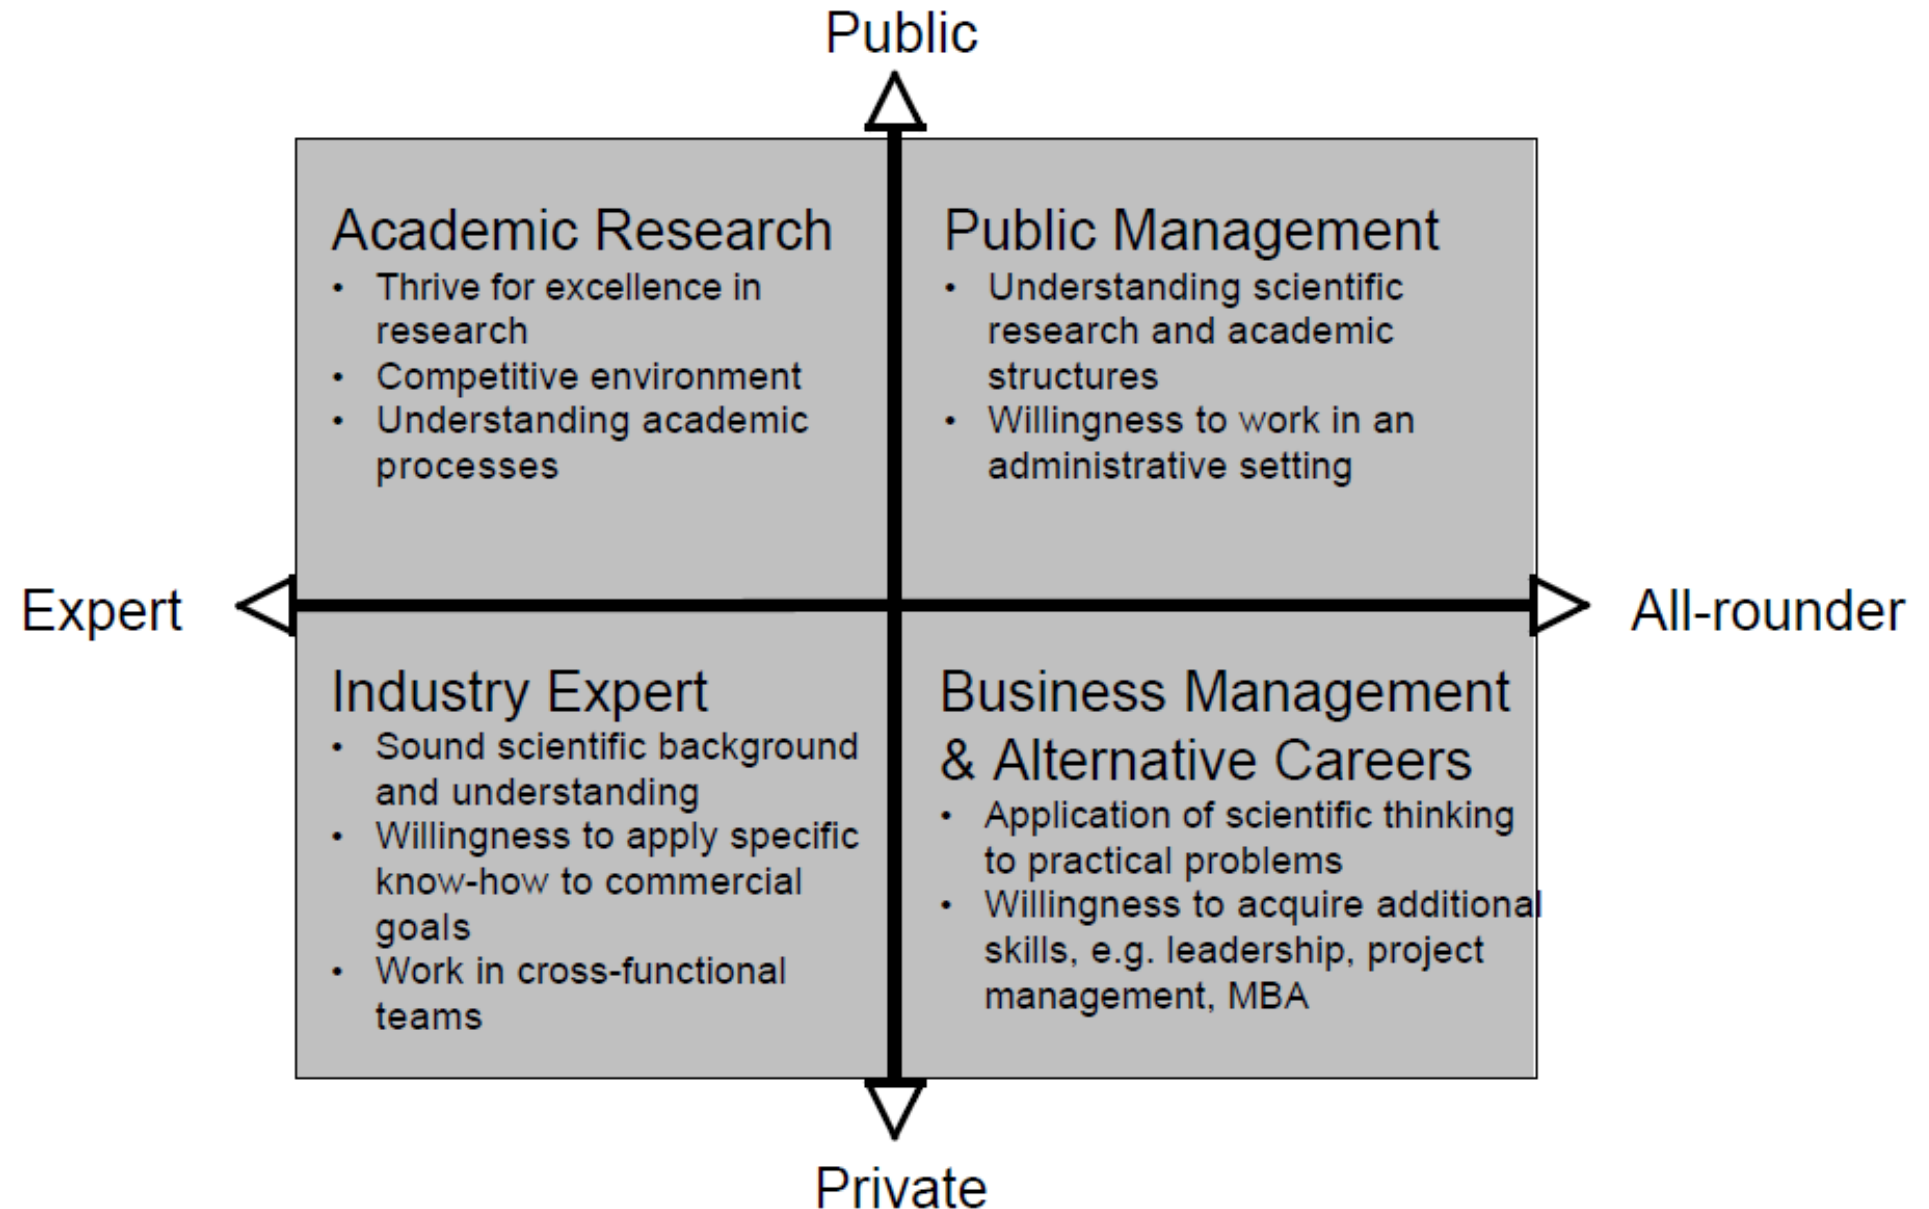 Public
Academic Research
• Thrive for excellence in
research
• Competitive environment
• Understanding academic
processes
Public Management
• Understanding scientific
research and academic
structures
• Willingness to work in an
administrative setting
Expert
All-rounder
Industry Expert
• Sound scientific background
and understanding
• Willingness to apply specific
know-how to commercial
goals
• Work in cross-functional
teams
Business Management
& Alternative Careers
• Application of scientific thinking
to practical problems
• Willingness to acquire additional
skills, e.g. leadership, project
management, MBA
Private